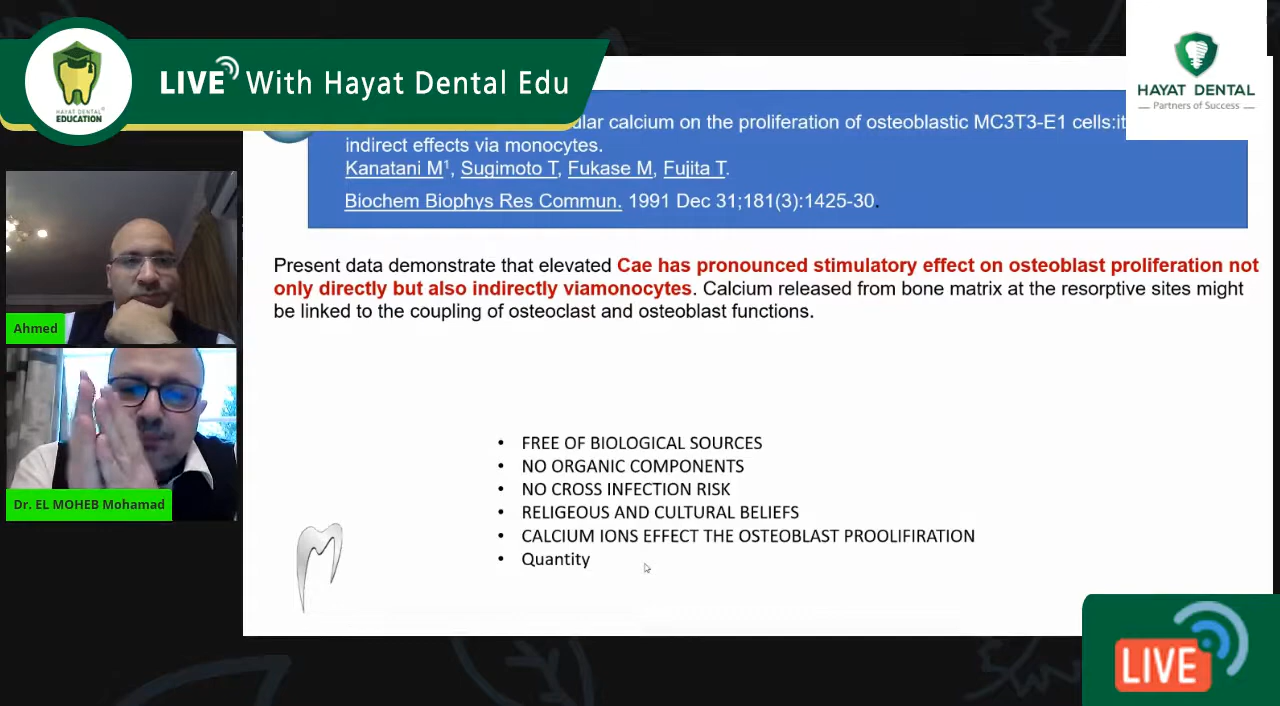 LIVE With Hayat Dental Edu
HAYAT DENTAL
EDUCATION
HAYAT DENTAL
Partners of Success
calcium on the proliferation of osteoblastic MC3T3-E1 cells:it
indirect effects via monocytes.
Kanatani M1, Sugimoto T, Fukase M, Fujita T.
Biochem Biophys Res Commun. 1991 Dec 31;181(3):1425-30.
Present data demonstrate that elevated Cae has pronounced stimulatory effect on osteoblast proliferation not
only directly but also indirectly viamonocytes. Calcium released from bone matrix at the resorptive sites might
be linked to the coupling of osteoclast and osteoblast functions.
Ahmed
Dr. EL MOHEB Mohamad
• FREE OF BIOLOGICAL SOURCES
• NO ORGANIC COMPONENTS
• NO CROSS INFECTION RISK
• RELIGEOUS AND CULTURAL BELIEFS
• CALCIUM IONS EFFECT THE OSTEOBLAST PROOLIFIRATION
• Quantity
LIVE